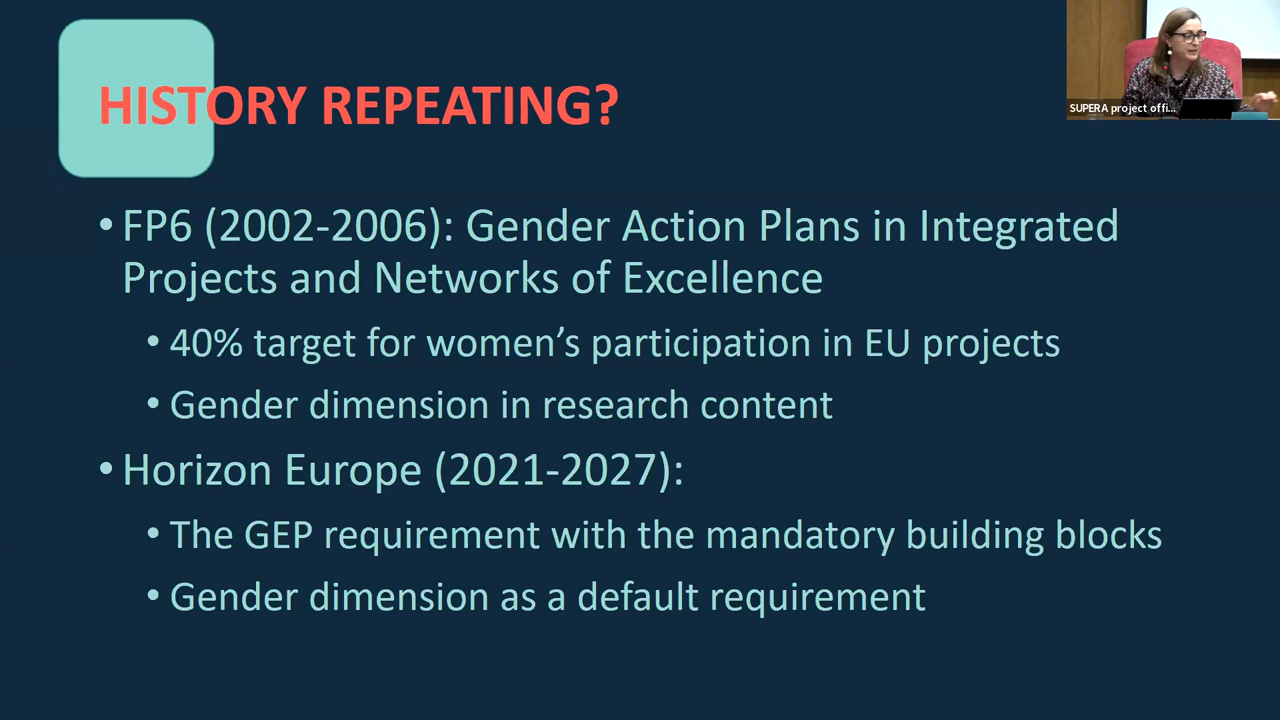 SUPERA project offi...
HISTORY REPEATING?
• FP6 (2002-2006): Gender Action Plans in Integrated
Projects and Networks of Excellence
• 40% target for women’s participation in EU projects
• Gender dimension in research content
• Horizon Europe (2021-2027):
• The GEP requirement with the mandatory building blocks
• Gender dimension as a default requirement